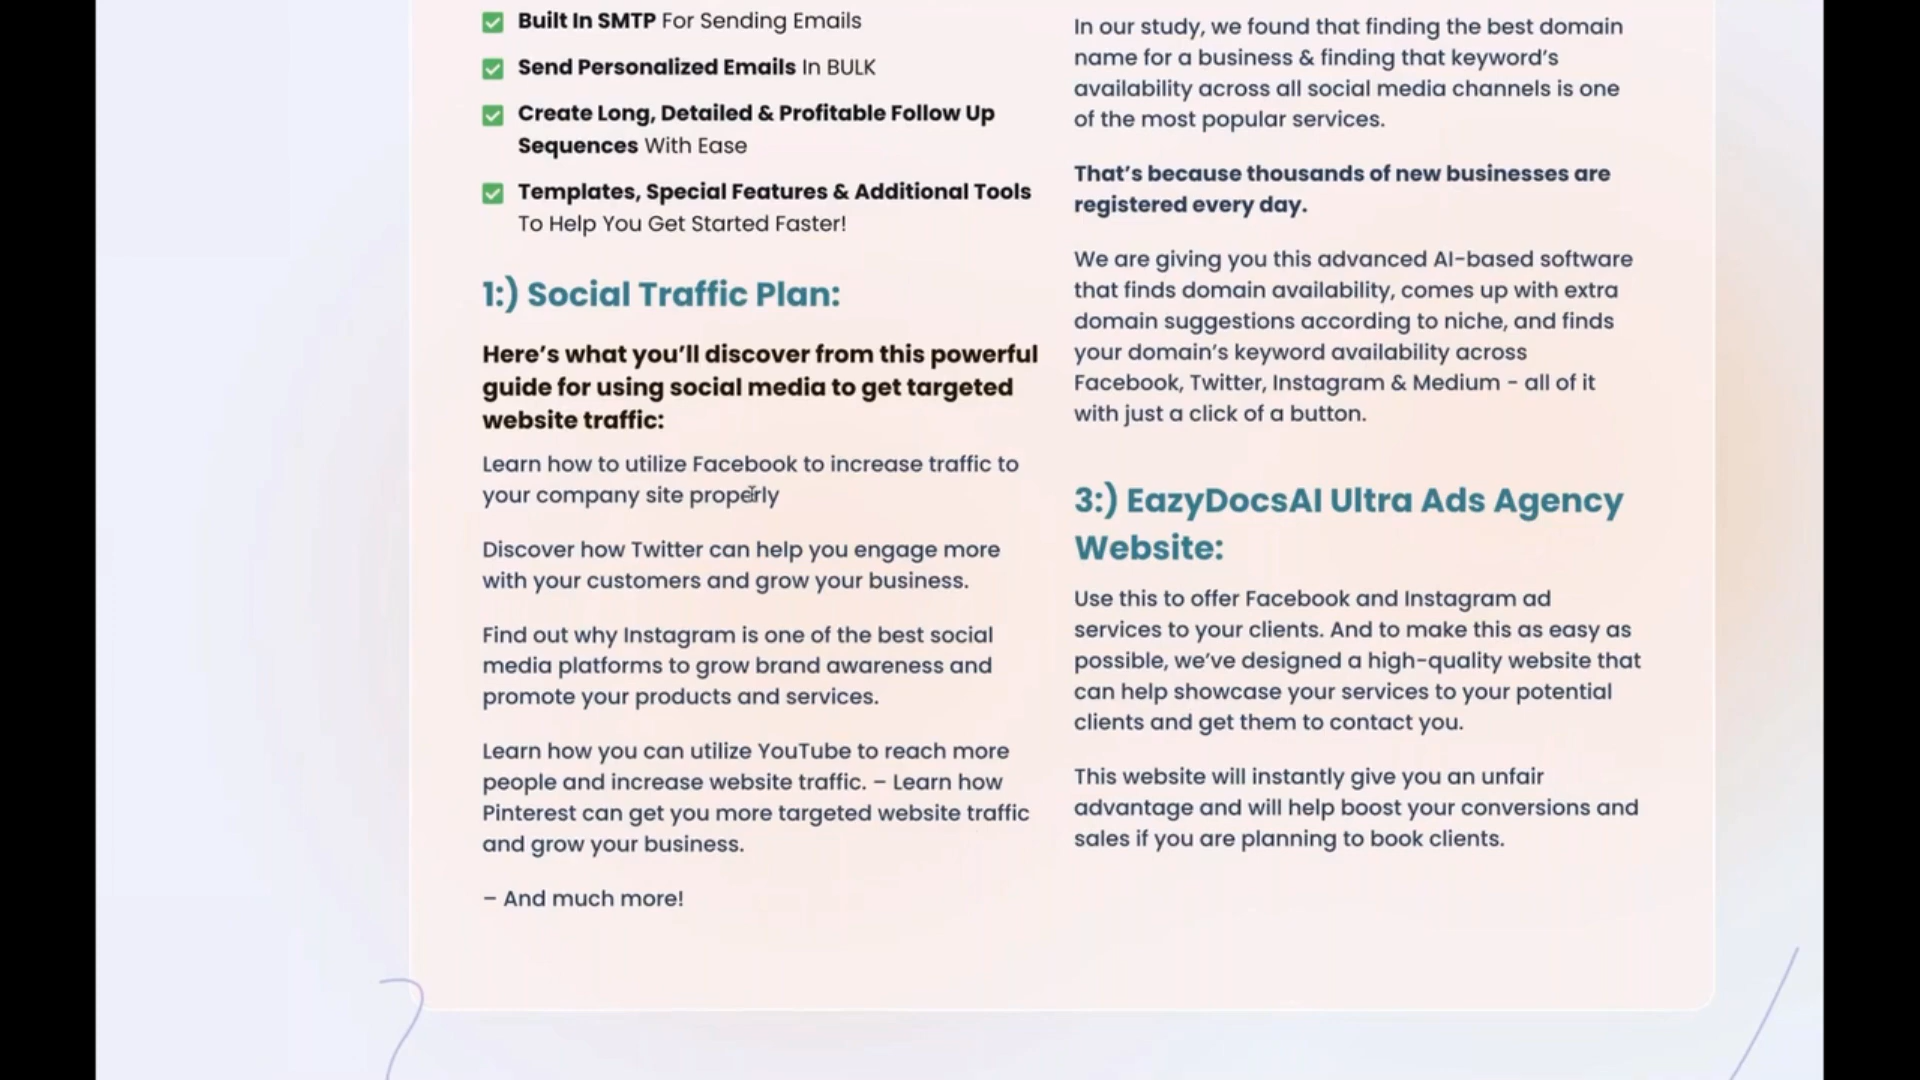 Built In SMTP For Sending Emails
Send Personalized Emails In BULK
Create Long, Detailed & Profitable Follow Up
Sequences With Ease
Templates, Special Features & Additional Tools
To Help You Get Started Faster!
1:) Social Traffic Plan:
Here’s what you’ll discover from this powerful
guide for using social media to get targeted
website traffic:
Learn how to utilize Facebook to increase traffic to
your company site properly
Discover how Twitter can help you engage more
with your customers and grow your business.
Find out why Instagram is one of the best social
media platforms to grow brand awareness and
promote your products and services.
Learn how you can utilize YouTube to reach more
people and increase website traffic. – Learn how
Pinterest can get you more targeted website traffic
and grow your business.
– And much more!
In our study, we found that finding the best domain
name for a business & finding that keyword’s
availability across all social media channels is one
of the most popular services.
That’s because thousands of new businesses are
registered every day.
We are giving you this advanced AI-based software
that finds domain availability, comes up with extra
domain suggestions according to niche, and finds
your domain’s keyword availability across
Facebook, Twitter, Instagram & Medium - all of it
with just a click of a button.
3:) EazyDocsAI Ultra Ads Agency
Website:
Use this to offer Facebook and Instagram ad
services to your clients. And to make this as easy as
possible, we’ve designed a high-quality website that
can help showcase your services to your potential
clients and get them to contact you.
This website will instantly give you an unfair
advantage and will help boost your conversions and
sales if you are planning to book clients.